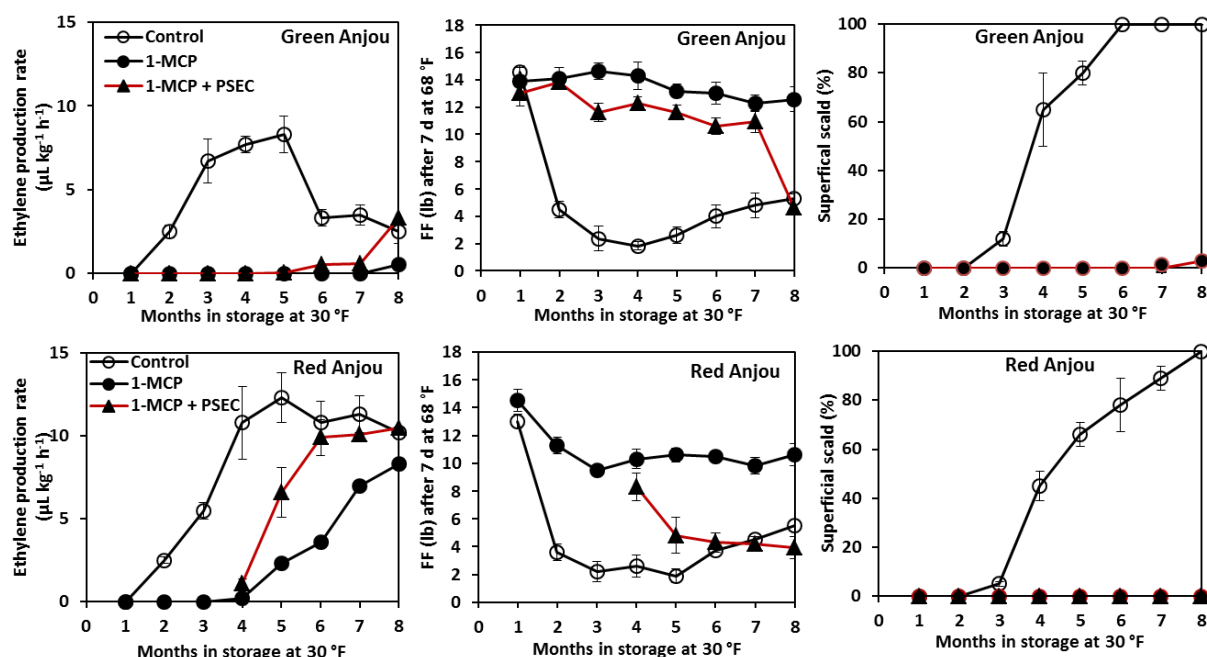 Ethylene production rate
(µL kg⁻¹ h⁻¹)
15
10
5
0
Control
1-MCP
1-MCP + PSEC
Green Anjou
0 1 2 3 4 5 6 7 8
Months in storage at 30 °F
FF (lb) after 7 d at 68 °F
18
16
14
12
10
8
6
4
2
0
Green Anjou
0 1 2 3 4 5 6 7 8
Months in storage at 30 °F
Superfical scald (%)
100
80
60
40
20
0
Green Anjou
0 1 2 3 4 5 6 7 8
Months in storage at 30 °F
Ethylene production rate
(µL kg⁻¹ h⁻¹)
15
10
5
0
Control
1-MCP
1-MCP + PSEC
Red Anjou
0 1 2 3 4 5 6 7 8
Months in storage at 30 °F
FF (lb) after 7 d at 68 °F
18
16
14
12
10
8
6
4
2
0
Red Anjou
0 1 2 3 4 5 6 7 8
Months in storage at 30 °F
Superficial scald (%)
100
80
60
40
20
0
Red Anjou
0 1 2 3 4 5 6 7 8
Months in storage at 30 °F